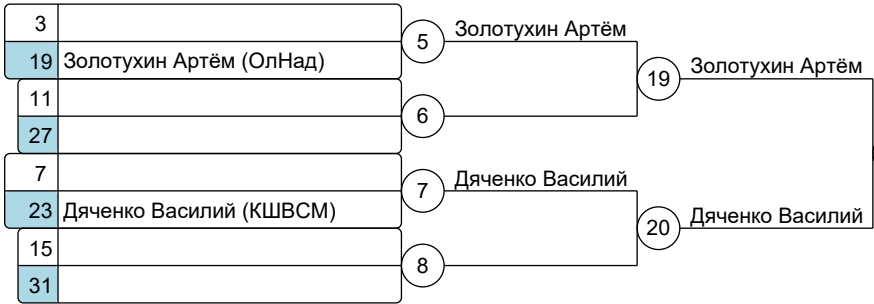 3
19 Золотухин Артём (ОлНад)
11
27
7
23 Дяченко Василий (КШВСМ)
15
31
5
6
7
8
Золотухин Артём
Дяченко Василий
19
20
Золотухин Артём
Дяченко Василий